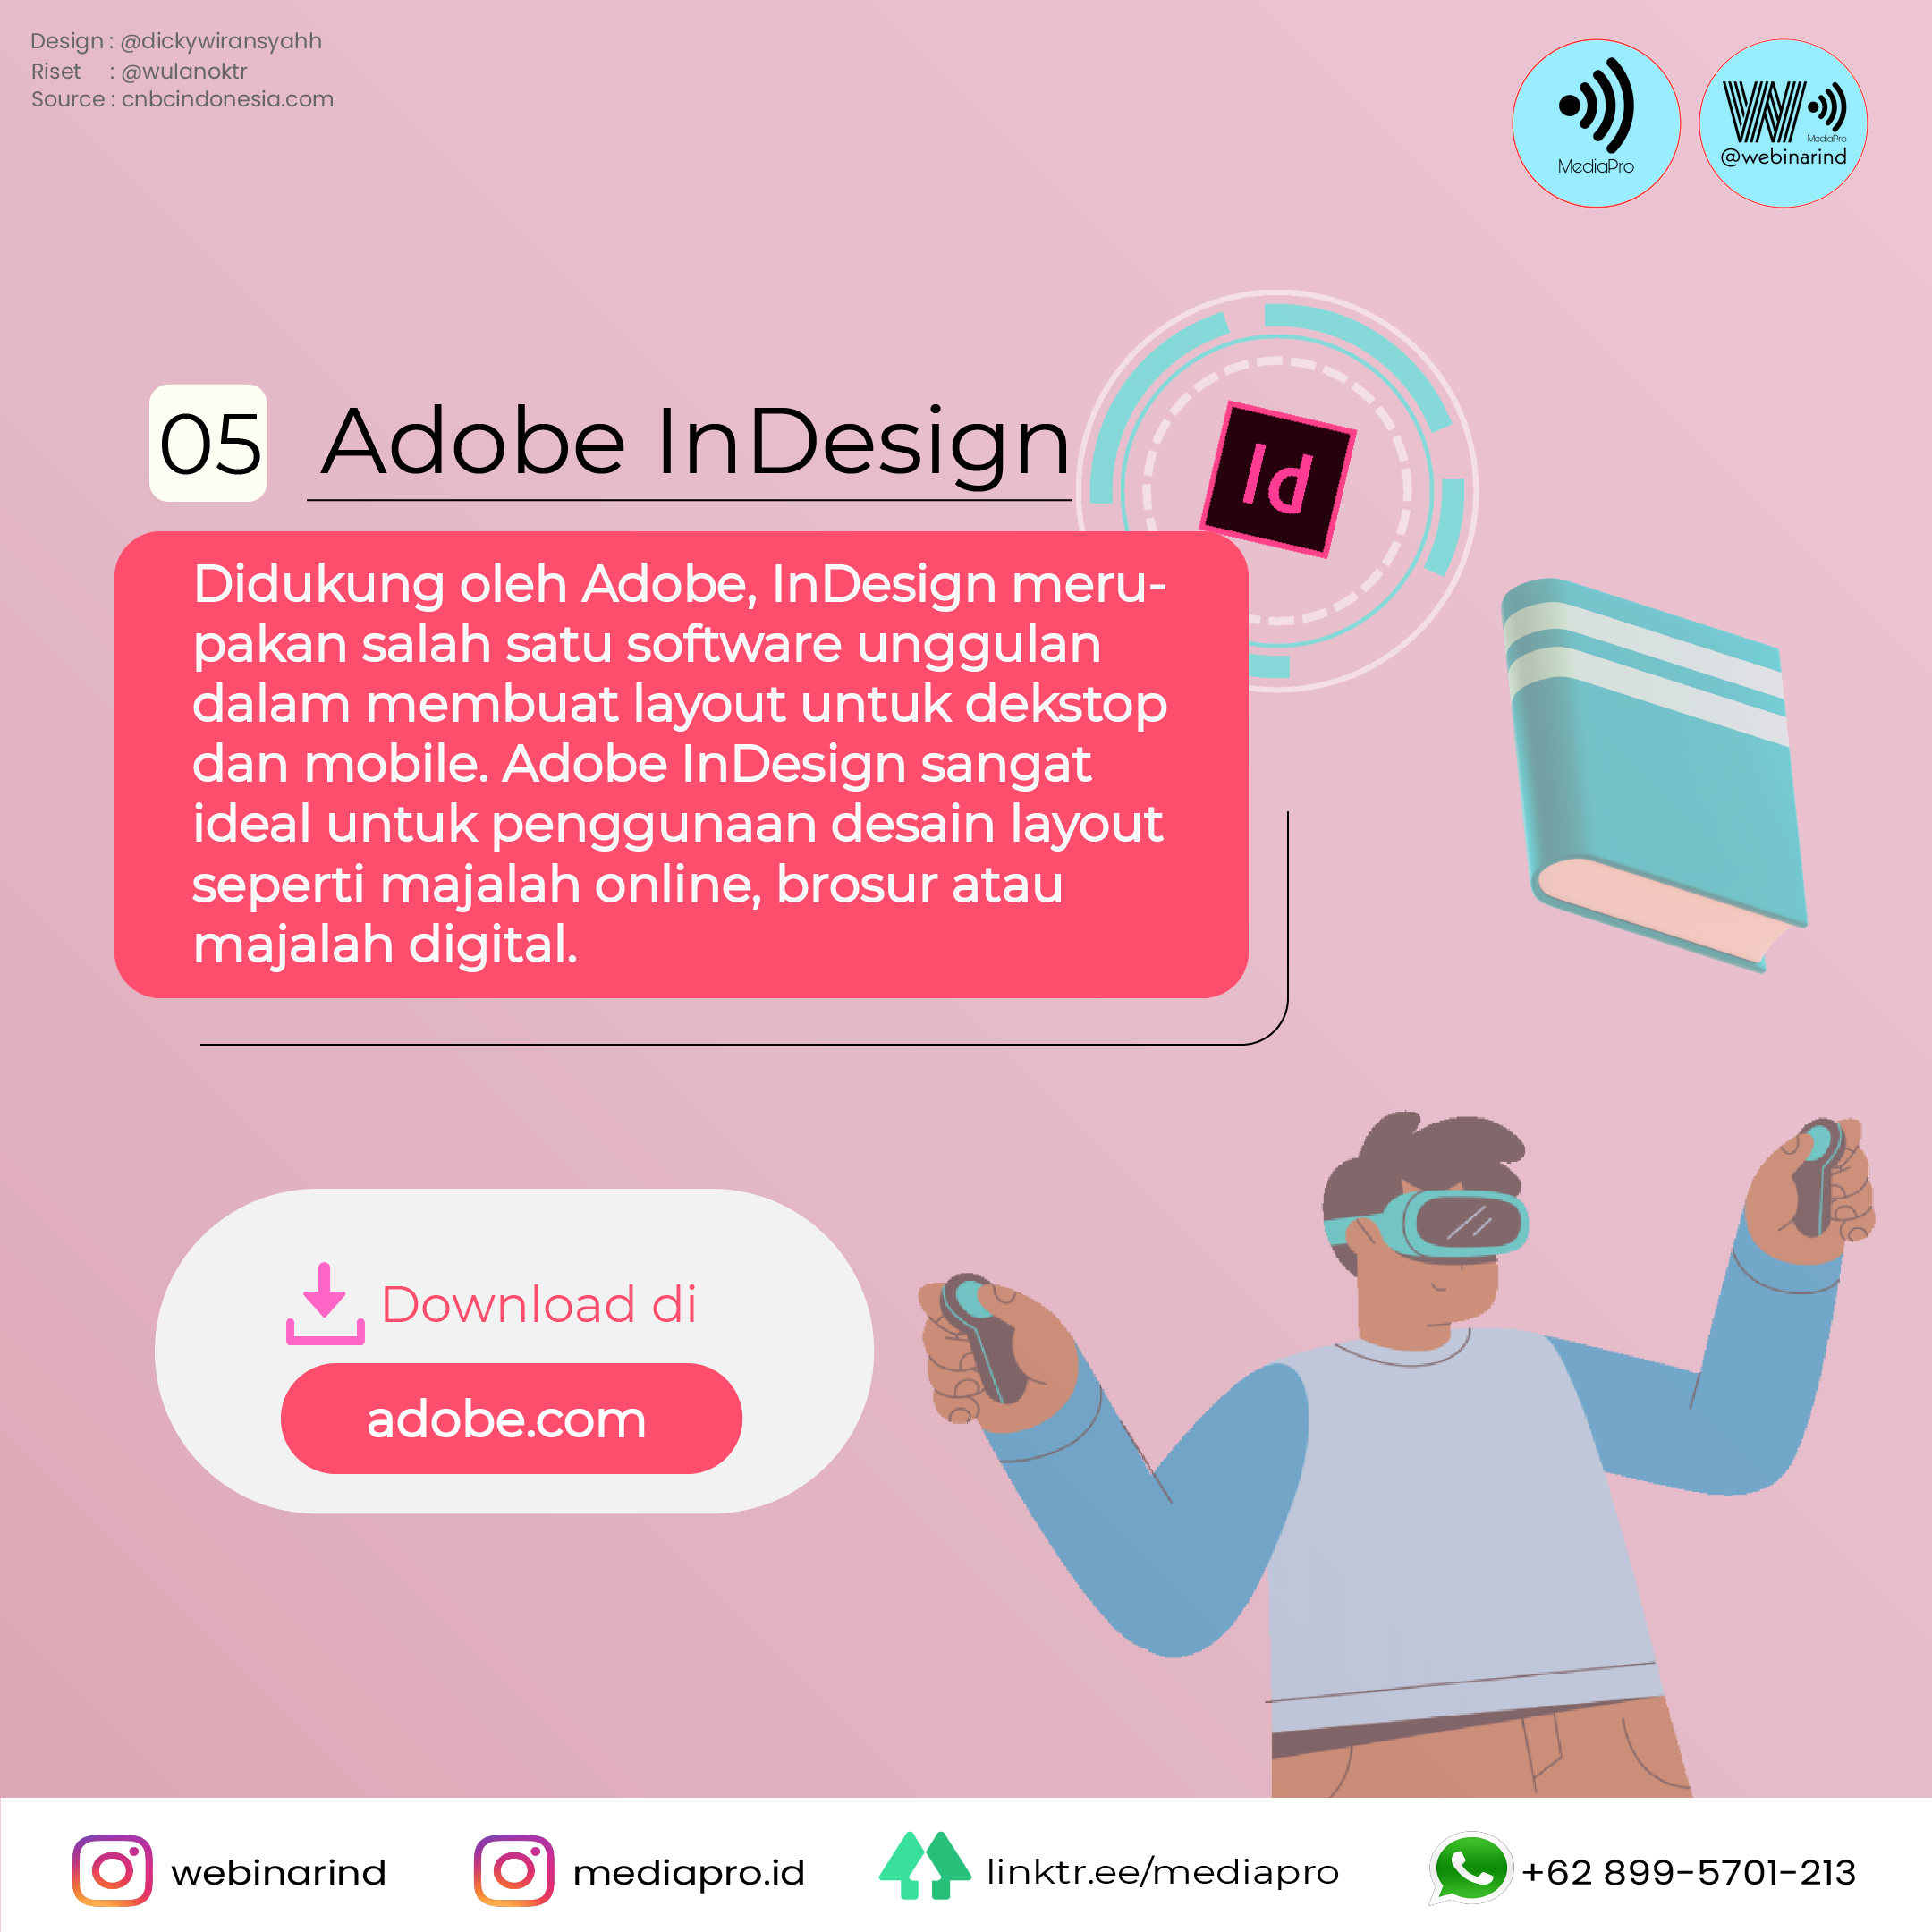 Design : @dickywiransyahh
Riset : @wulanoktr
Source : cnbcindonesia.com
MediaPro
W
MediaPro
@webinarind
05
Adobe InDesign
Id
Didukung oleh Adobe, InDesign meru-
pakan salah satu software unggulan
dalam membuat layout untuk dekstop
dan mobile. Adobe InDesign sangat
ideal untuk penggunaan desain layout
seperti majalah online, brosur atau
majalah digital.
Download di
adobe.com
webinarind
mediapro.id
linktr.ee/mediapro
+62 899-5701-213